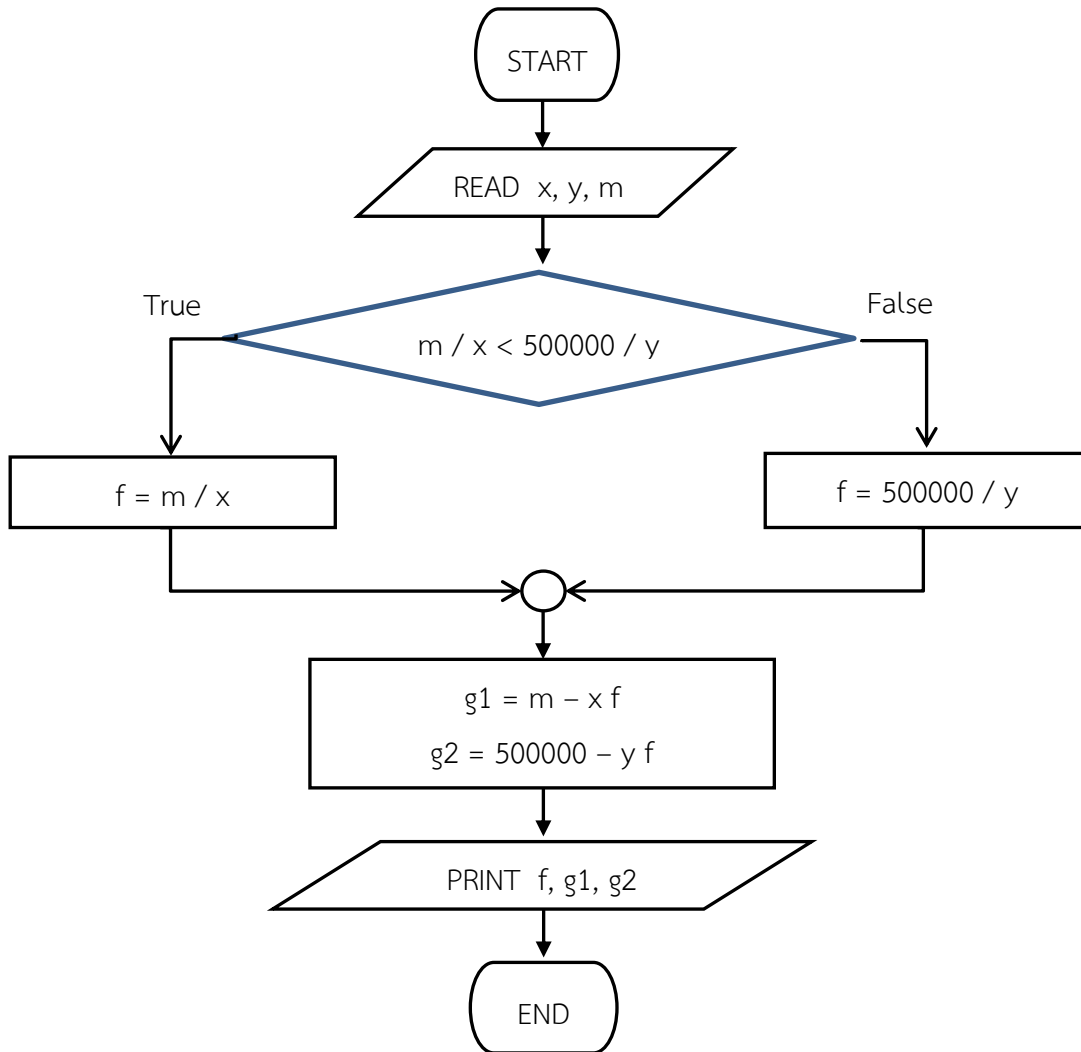 START
READ x, y, m
True
False
m / x < 500000 / y
f = m / x
f = 500000 / y
g1 = m – x f
g2 = 500000 – y f
PRINT f, g1, g2
END